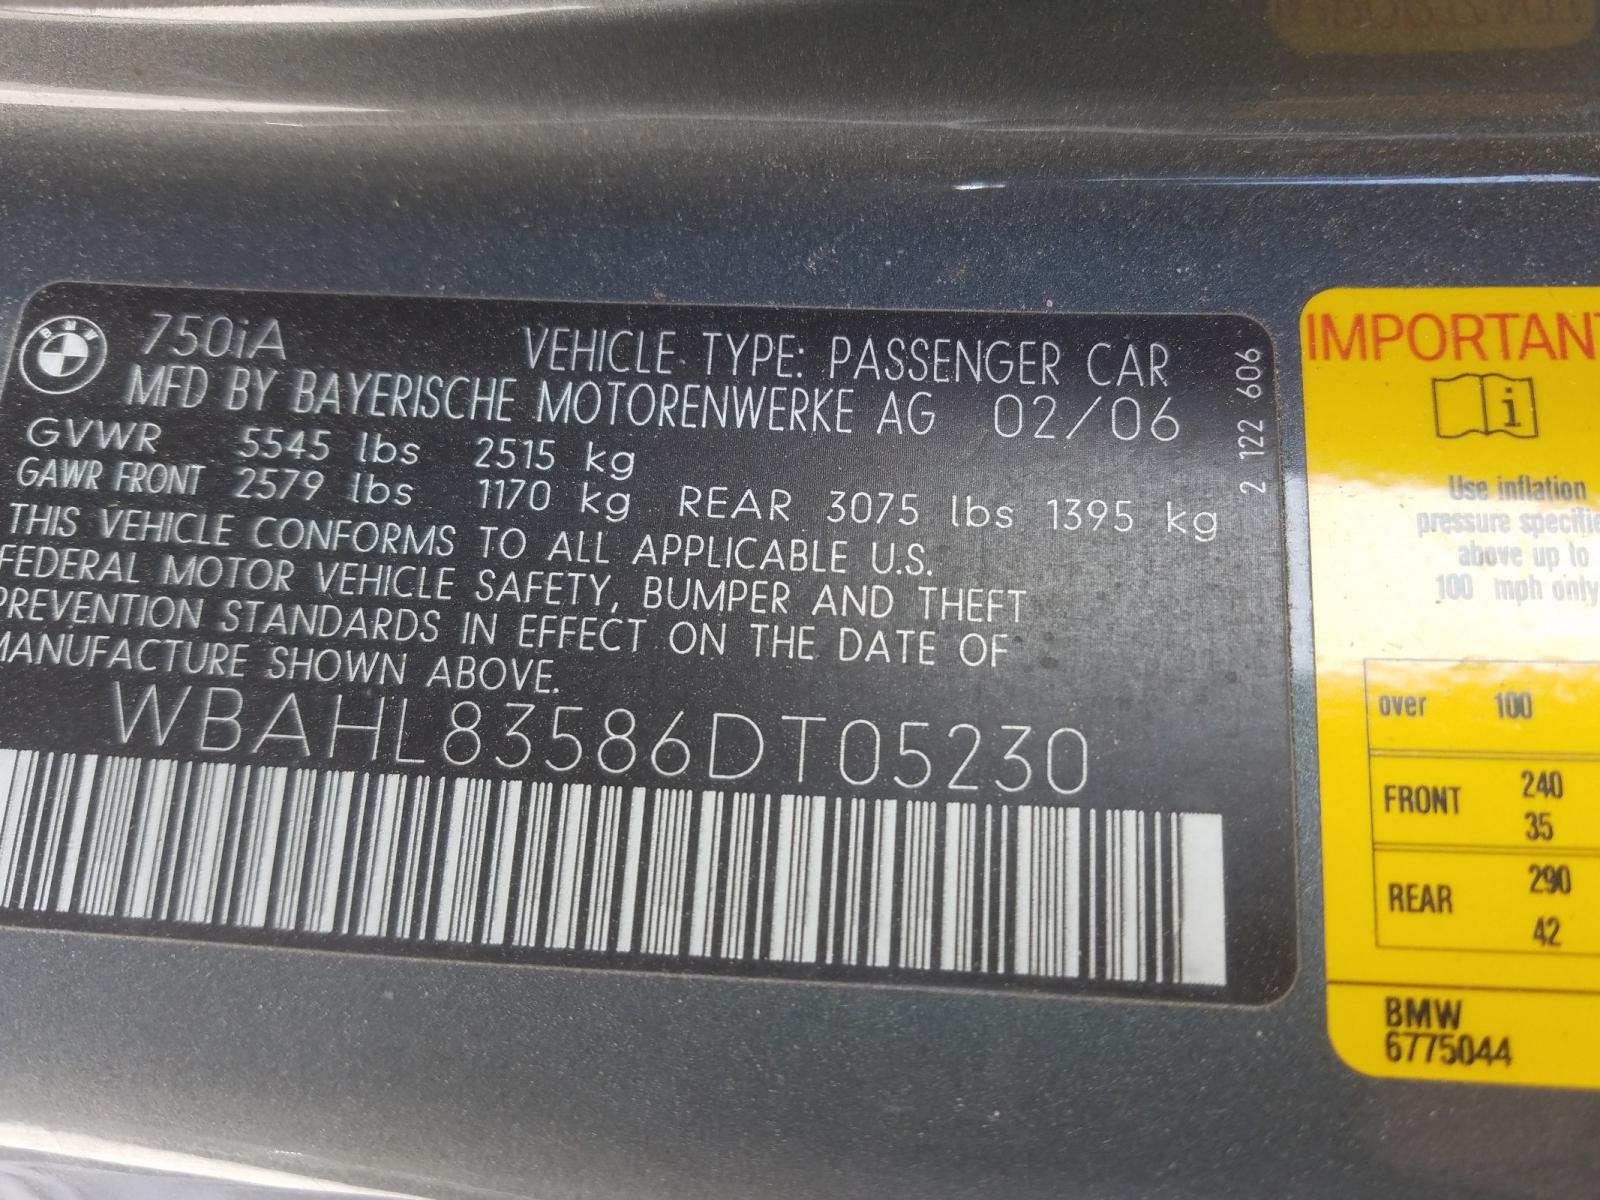 BMW
750iA
VEHICLE TYPE: PASSENGER CAR
MFD BY BAYERISCHE MOTORENWERKE AG 02/06
GVWR 5545 lbs 2515 kg
GAWR FRONT 2579 lbs 1170 kg REAR 3075 lbs 1395 kg
THIS VEHICLE CONFORMS TO ALL APPLICABLE U.S.
FEDERAL MOTOR VEHICLE SAFETY, BUMPER AND THEFT
PREVENTION STANDARDS IN EFFECT ON THE DATE OF
MANUFACTURE SHOWN ABOVE.
WBAHL83586DT05230
2 122 606
IMPORTANT
i
Use inflation
pressure specifie
above up to
100 mph only
over 100
FRONT 240
35
REAR 290
42
BMW
6775044